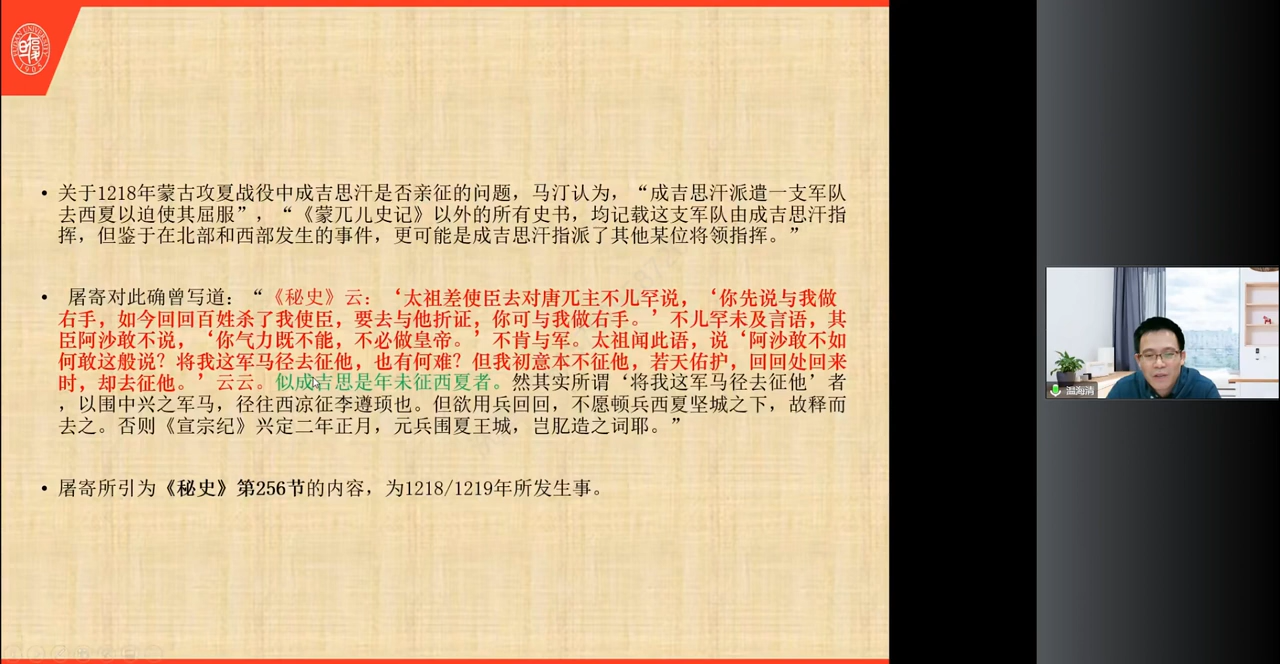 • 关于1218年蒙古攻夏战役中成吉思汗是否亲征的问题，马汀认为，“成吉思汗派遣一支军队
去西夏以迫使其屈服”，“《蒙兀儿史记》以外的所有史书，均记载这支军队由成吉思汗指
挥，但鉴于在北部和西部发生的事件，更可能是成吉思汗指派了其他某位将领指挥。”
• 屠寄对此确曾写道：“《秘史》云：‘太祖差使臣去对唐兀主不儿罕说，‘你先说与我做
右手，如今回回百姓杀了我使臣，要去与他折证，你可与我做右手。’不儿罕未及言语，其
臣阿沙敢不说，‘你气力既不能，不必做皇帝。’不肯与军。太祖闻此语，说‘阿沙敢不如
何敢这般说？将我这军马径去征他，也有何难？但我初意本不征他，若天佑护，回回处回来
时，却去征他。’云云。似成吉思是年未征西夏者。然其实所谓‘将我这军马径去征他’者
，以围中兴之军马，径往西凉征李遵顼也。但欲用兵回回，不愿顿兵西夏坚城之下，故释而
去之。否则《宣宗纪》兴定二年正月，元兵围夏王城，岂肊造之词耶。”
• 屠寄所引为《秘史》第256节的内容，为1218/1219年所发生事。
温海清